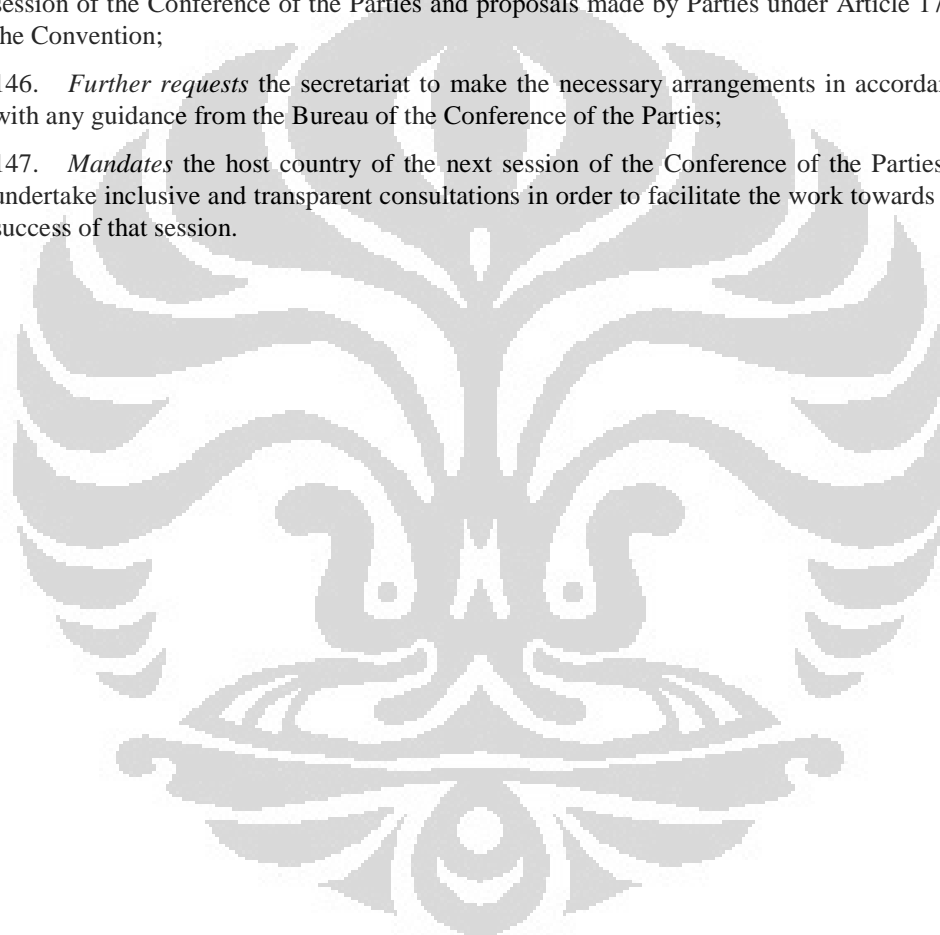 session of the Conference of the Parties and proposals made by Parties under Article 17
the Convention;
146. Further requests the secretariat to make the necessary arrangements in
with any guidance from the Bureau of the Conference of the Parties;
147. Mandates the host country of the next session of the Conference of the Parties
undertake inclusive and transparent consultations in order to facilitate the work towards
success of that session.